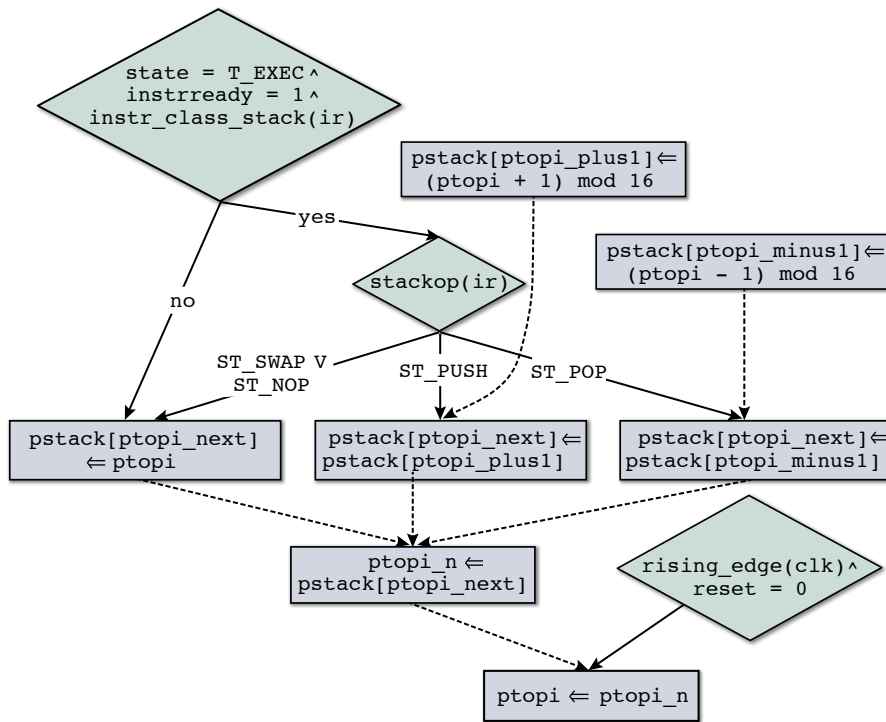 state = T_EXEC ^
instrready = 1 ^
instr_class_stack(ir)
pstack[ptopi_plus1] ⇐
(ptopi + 1) mod 16
yes
pstack[ptopi_minus1] ⇐
(ptopi - 1) mod 16
stackop(ir)
no
ST_SWAP V
ST_NOP
ST_PUSH
ST_POP
pstack[ptopi_next]
⇐ ptopi
pstack[ptopi_next] ⇐
pstack[ptopi_plus1]
pstack[ptopi_next] ⇐
pstack[ptopi_minus1]
ptopi_n ⇐
pstack[ptopi_next]
rising_edge(clk) ^
reset = 0
ptopi ⇐ ptopi_n